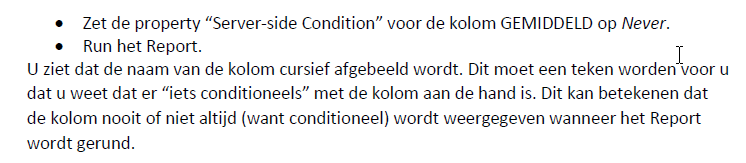 • Zet de property “Server-side Condition” voor de kolom GEMIDDELD op Never.
• Run het Report.
U ziet dat de naam van de kolom cursief afgebeeld wordt. Dit moet een teken worden voor u
dat u weet dat er “iets conditioneels” met de kolom aan de hand is. Dit kan betekenen dat
de kolom nooit of niet altijd (want conditioneel) wordt weergegeven wanneer het Report
wordt gerund.